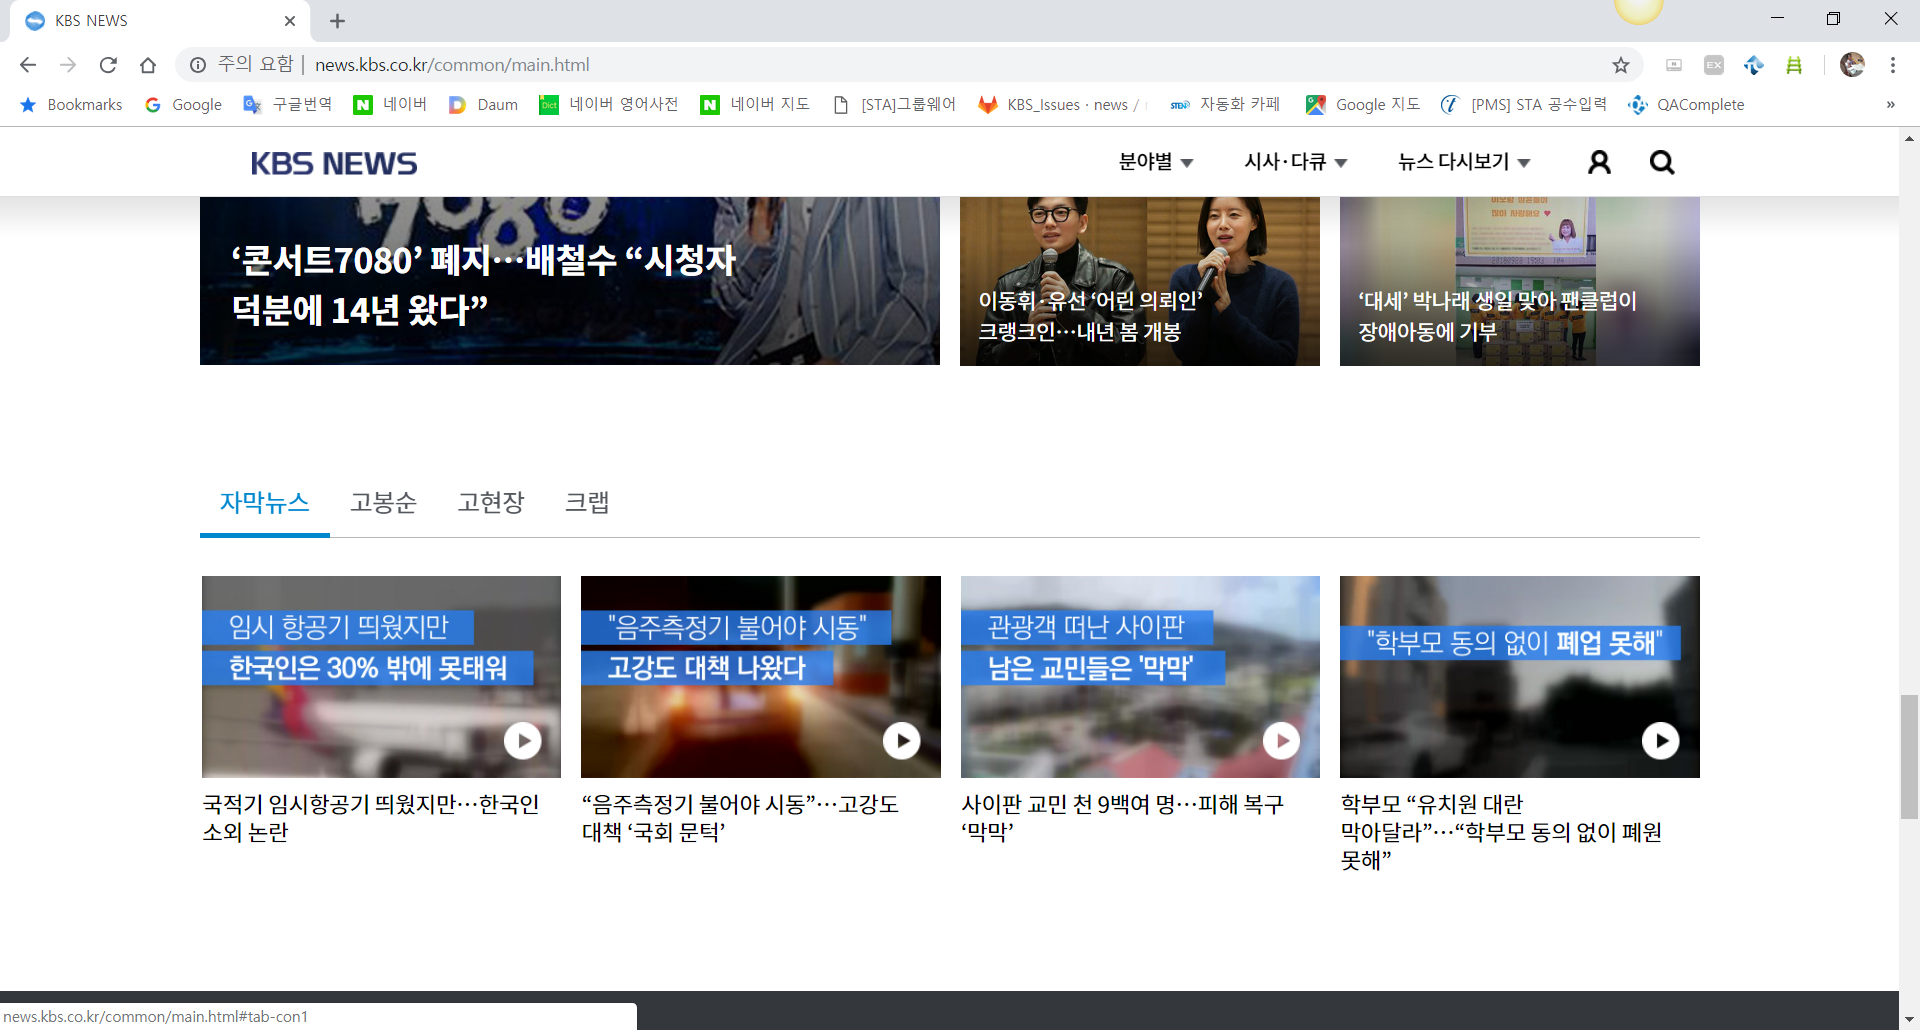 KBS NEWS
주의 요함 | news.kbs.co.kr/common/main.html
EX
Bookmarks Google 구글번역 네이버 Daum 네이버 영어사전 네이버 지도 [STA]그룹웨어 KBS_Issues · news / 자동화 카페 Google 지도 [PMS] STA 공수입력 QAComplete »
KBS NEWS 분야별 시사·다큐 뉴스 다시보기
7080
‘콘서트7080’ 폐지…배철수 “시청자
덕분에 14년 왔다”
이동휘·유선 ‘어린 의뢰인’
크랭크인…내년 봄 개봉
많이 사랑해요
‘대세’ 박나래 생일 맞아 팬클럽이
장애아동에 기부
자막뉴스 고봉순 고현장 크랩
임시 항공기 띄웠지만
한국인은 30% 밖에 못태워
"음주측정기 불어야 시동"
고강도 대책 나왔다
관광객 떠난 사이판
남은 교민들은 '막막'
"학부모 동의 없이 폐업 못해"
국적기 임시항공기 띄웠지만…한국인
소외 논란
“음주측정기 불어야 시동”…고강도
대책 ‘국회 문턱’
사이판 교민 천 9백여 명…피해 복구
‘막막’
학부모 “유치원 대란
막아달라”…“학부모 동의 없이 폐원
못해”
news.kbs.co.kr/common/main.html#tab-con1